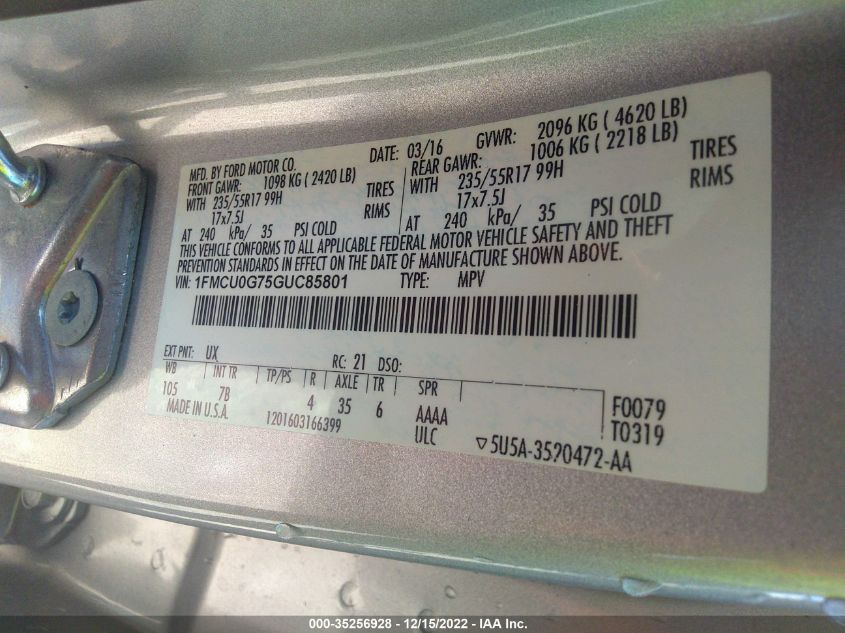 MFD. BY FORD MOTOR CO.
DATE: 03/16 GVWR: 2096 KG ( 4620 LB)
FRONT GAWR: 1098 KG ( 2420 LB)
WITH 235/55R17 99H TIRES
17x7.5J RIMS
AT 240 kPa/ 35 PSI COLD
REAR GAWR: 1006 KG ( 2218 LB)
WITH 235/55R17 99H TIRES
17x7.5J RIMS
AT 240 kPa/ 35 PSI COLD
THIS VEHICLE CONFORMS TO ALL APPLICABLE FEDERAL MOTOR VEHICLE SAFETY AND THEFT
PREVENTION STANDARDS IN EFFECT ON THE DATE OF MANUFACTURE SHOWN ABOVE.
VIN: 1FMCU0G75GUC85801 TYPE: MPV
EXT PNT: UX RC: 21 DSO:
WB INT TR TP/PS R AXLE TR SPR
105 7B 4 35 6 AAAA F0079
MADE IN U.S.A. 1201603166399 ULC T0319
▽5U5A-3520472-AA
000-35256928 - 12/15/2022 - IAA Inc.